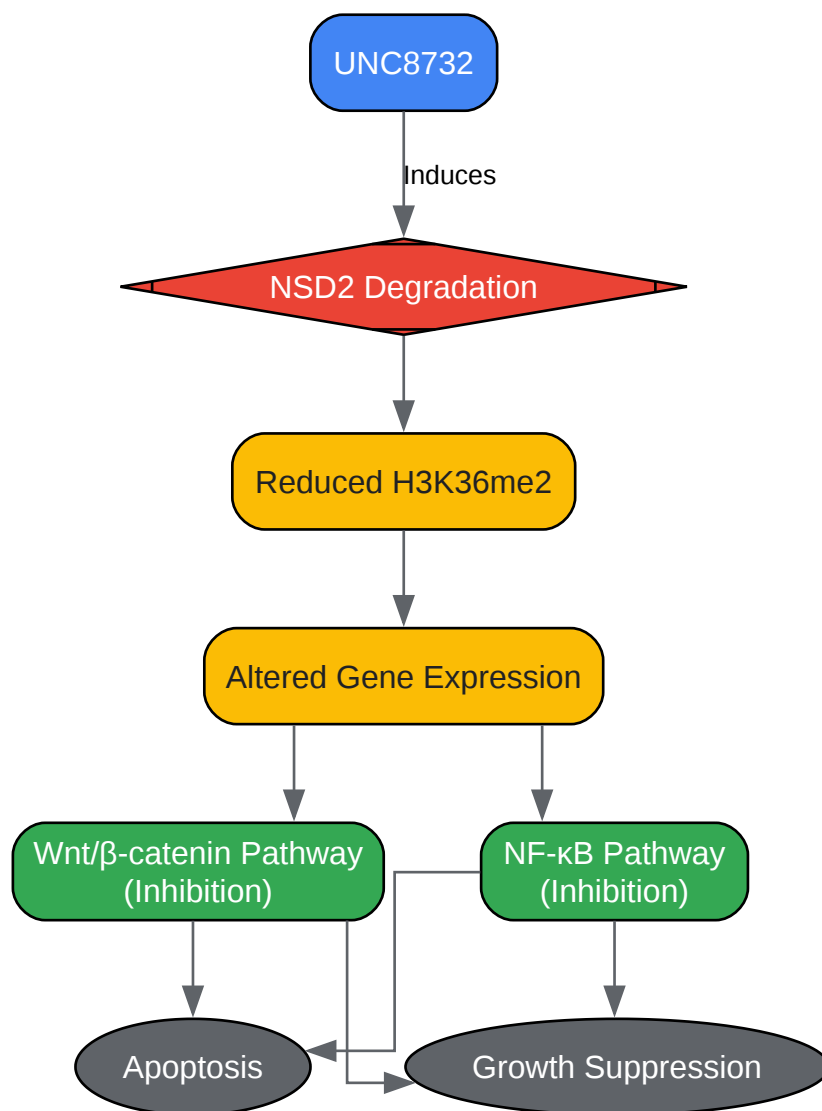 UNC8732
Induces
NSD2 Degradation
Reduced H3K36me2
Altered Gene Expression
Wnt/β-catenin Pathway
(Inhibition)
NF-κB Pathway
(Inhibition)
Apoptosis
Growth Suppression